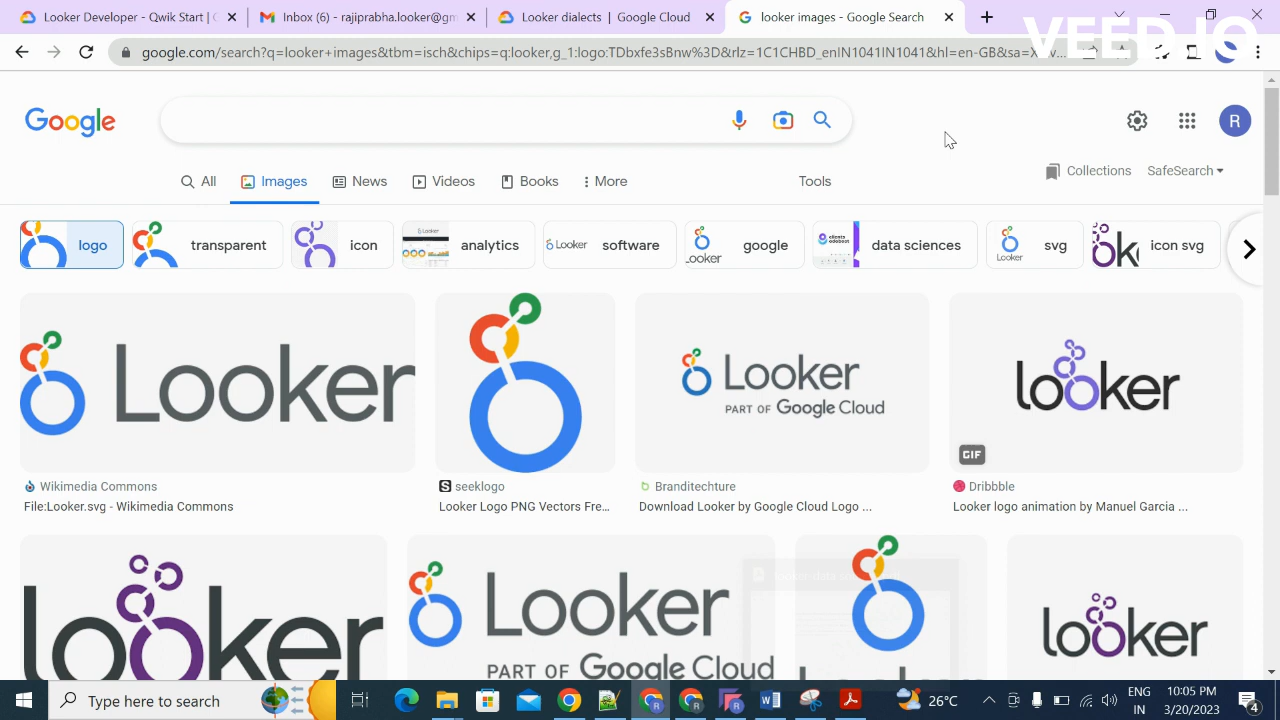 Looker Developer - Qwik Start | C
Inbox (6) - rajiprabha.looker@gm
Looker dialects | Google Cloud
looker images - Google Search
VEED.IO
google.com/search?q=looker+images&tbm=isch&chips=q:looker,g_1:logo:TDbxfe3sBnw%3D&rlz=1C1CHBD_enIN1041IN1041&hl=en-GB&sa=X
Google
R
All
Images
News
Videos
Books
More
Tools
Collections
SafeSearch
logo
transparent
icon
Looker
analytics
Looker
software
Looker
google
data sciences
Looker
svg
icon svg
Looker
Looker
PART OF Google Cloud
looker
GIF
Wikimedia Commons
seeklogo
Branditechture
Dribbble
File:Looker.svg - Wikimedia Commons
Looker Logo PNG Vectors Fre...
Download Looker by Google Cloud Logo ...
Looker logo animation by Manuel Garcia ...
looker
Looker
PART OF Google Cloud
looker
Type here to search
26°C
ENG
IN
10:05 PM
3/20/2023
4